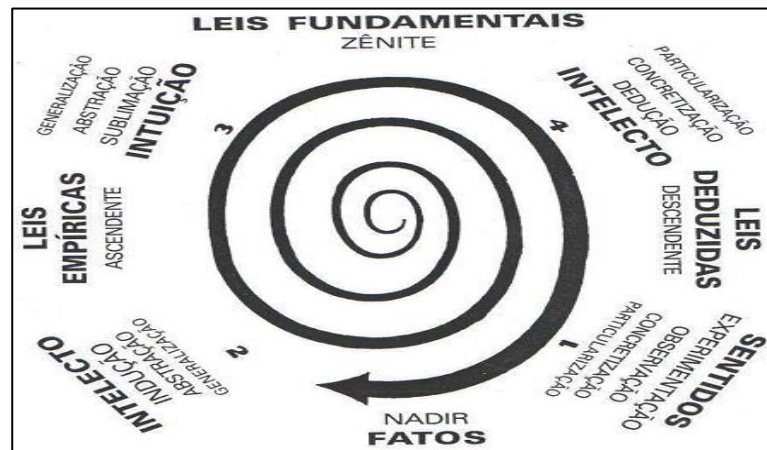 LEIS FUNDAMENTAIS
ZÊNITE
GENERALIZAÇÃO
ABSTRAÇÃO
SUBLIMAÇÃO
INTUIÇÃO
3
4
PARTICULARIZAÇÃO
CONCRETIZAÇÃO
DEDUÇÃO
INTELECTO
LEIS
EMPÍRICAS
ASCENDENTE
LEIS
DEDUZIDAS
DESCENDENTE
INTELECTO
INDUÇÃO
ABSTRAÇÃO
GENERALIZAÇÃO
2
1
PARTICULARIZAÇÃO
CONCRETIZAÇÃO
OBSERVAÇÃO
EXPERIMENTAÇÃO
SENTIDOS
NADIR
FATOS